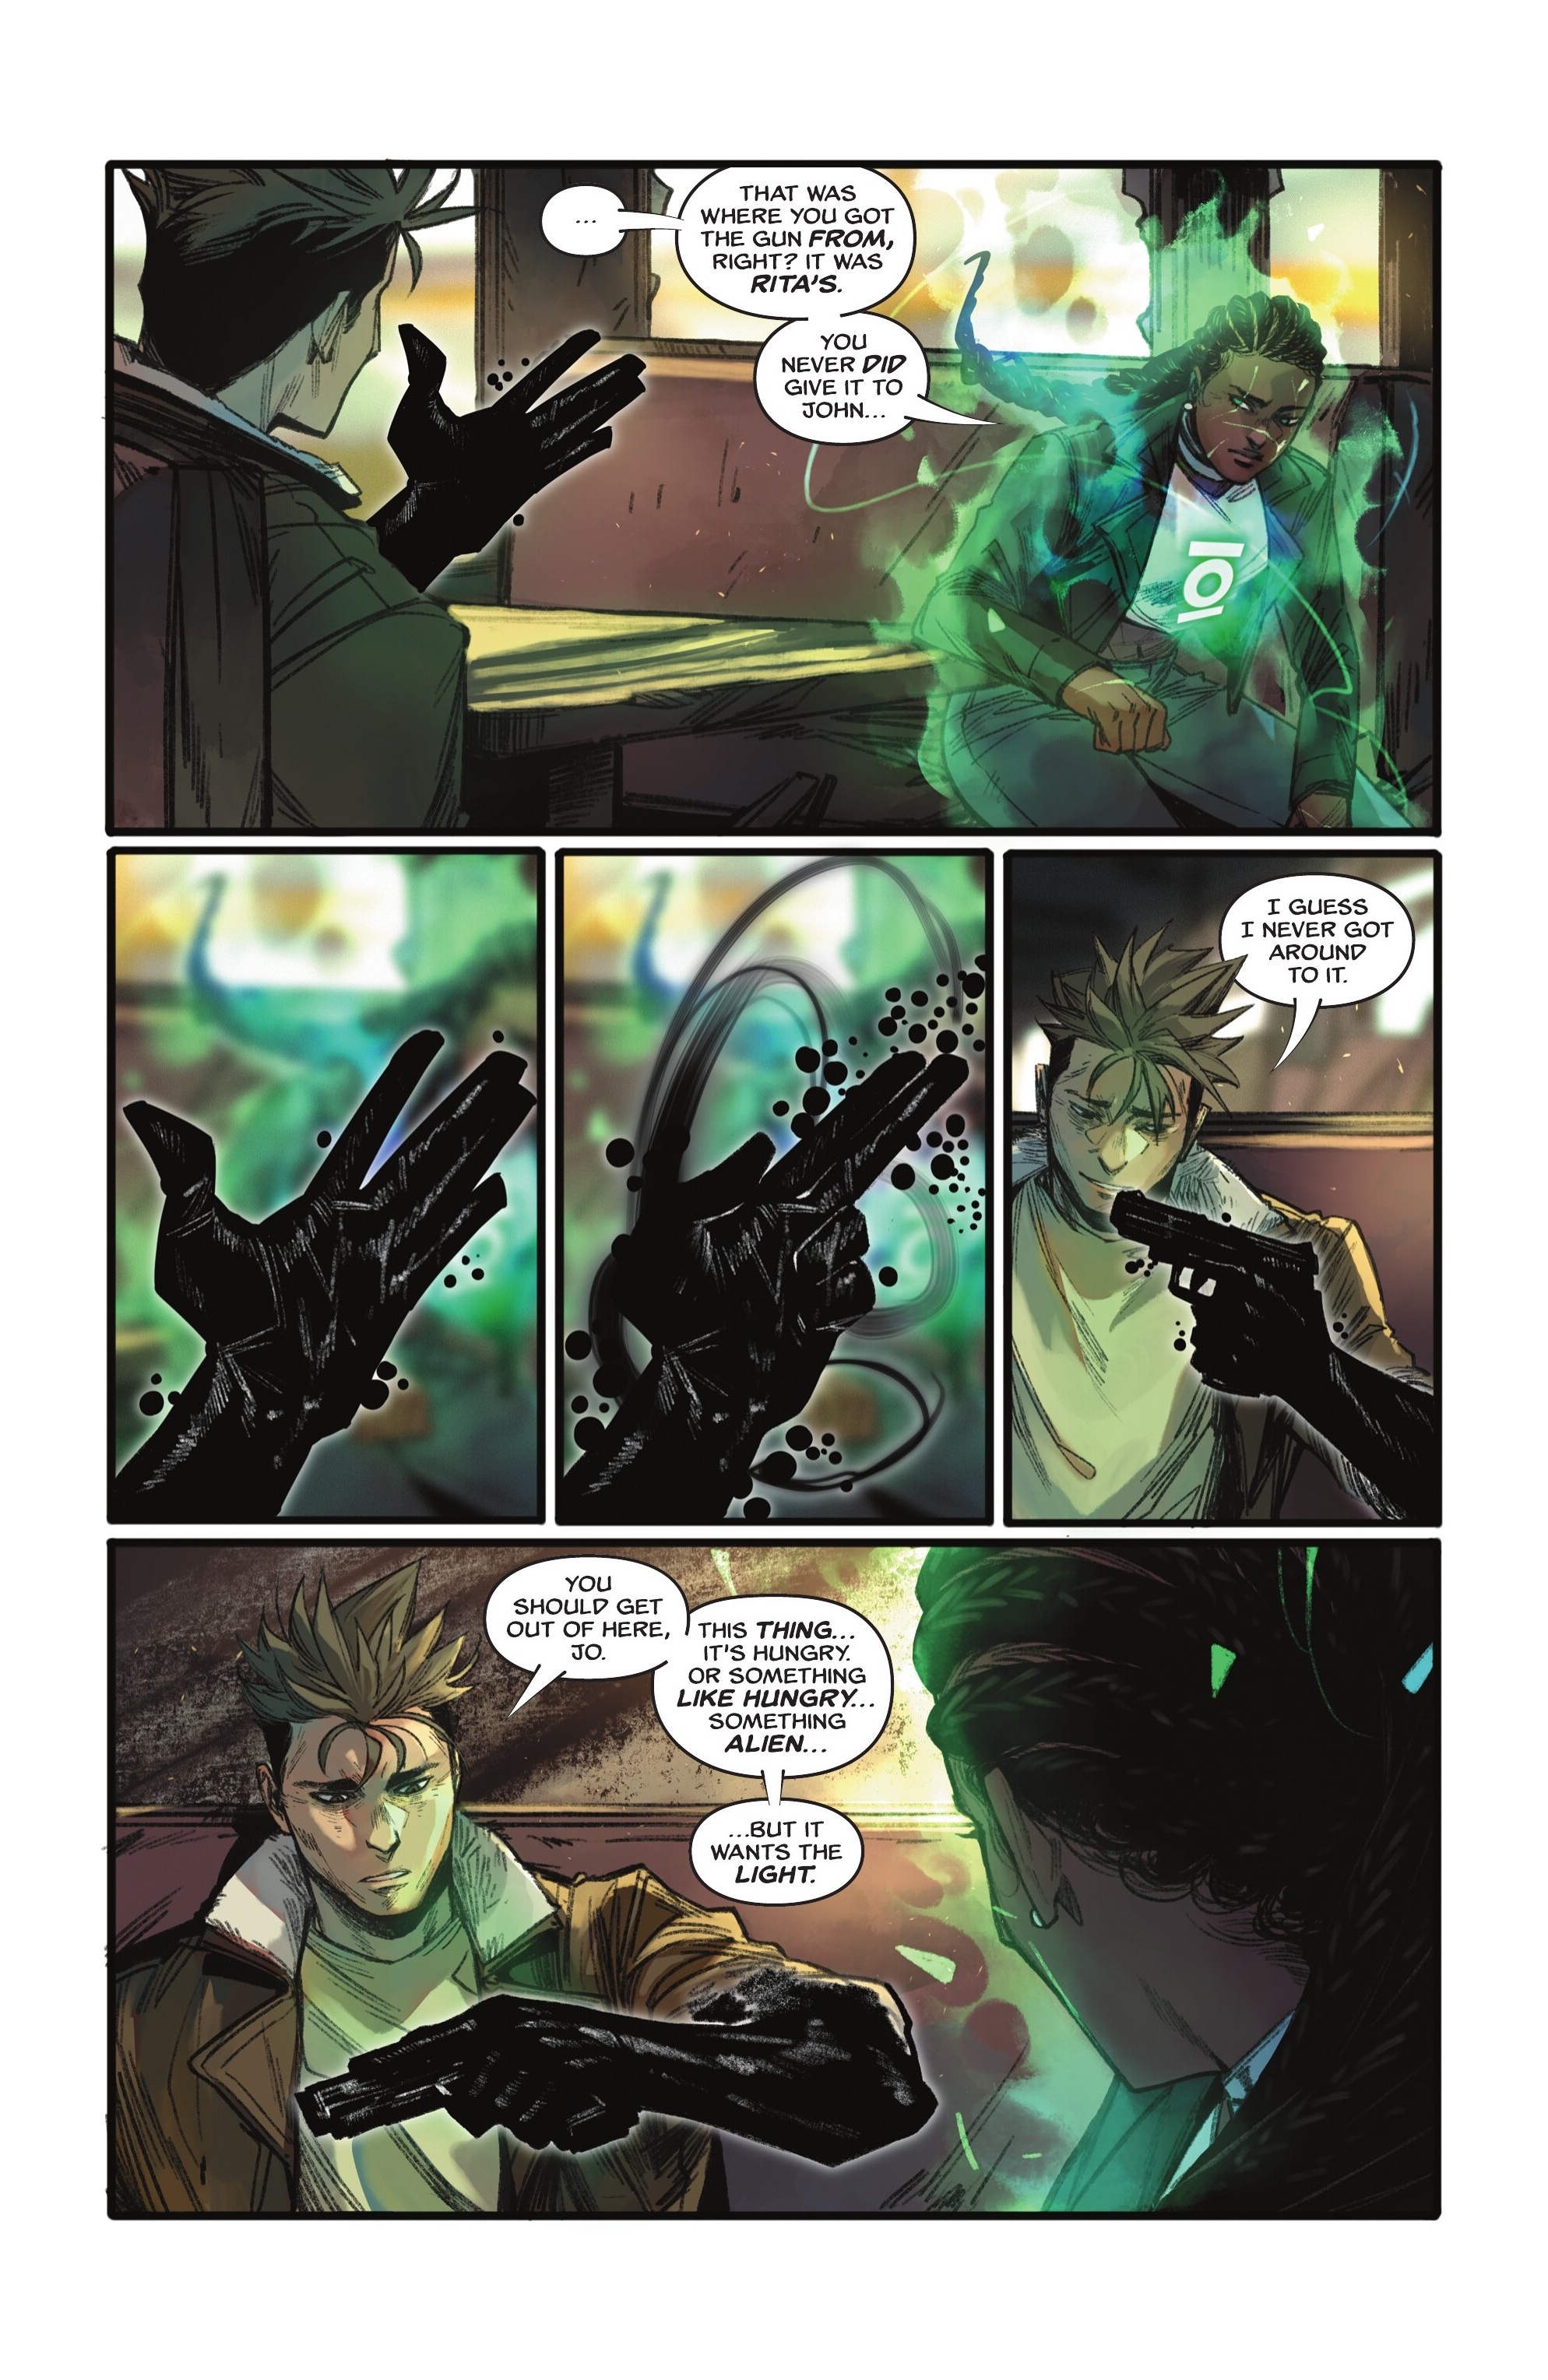 ...
THAT WAS
WHERE YOU GOT
THE GUN FROM,
RIGHT? IT WAS
RITA'S.
YOU
NEVER DID
GIVE IT TO
JOHN...
I GUESS
I NEVER GOT
AROUND
TO IT.
YOU
SHOULD GET
OUT OF HERE,
JO.
THIS THING...
IT'S HUNGRY.
OR SOMETHING
LIKE HUNGRY...
SOMETHING
ALIEN...
...BUT IT
WANTS THE
LIGHT.